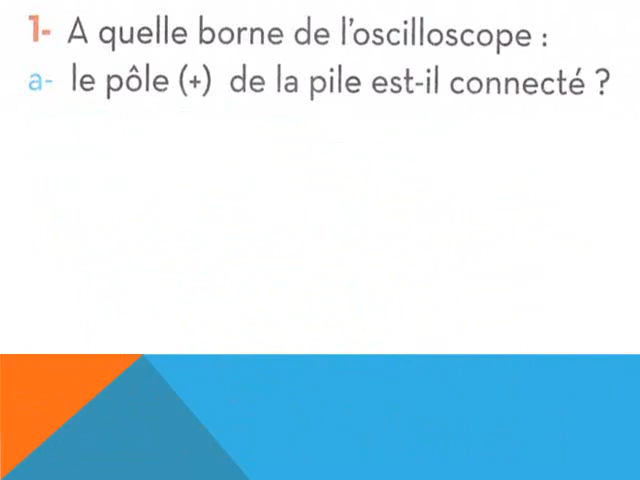 1- A quelle borne de l'oscilloscope :
a- le pôle (+) de la pile est-il connecté ?